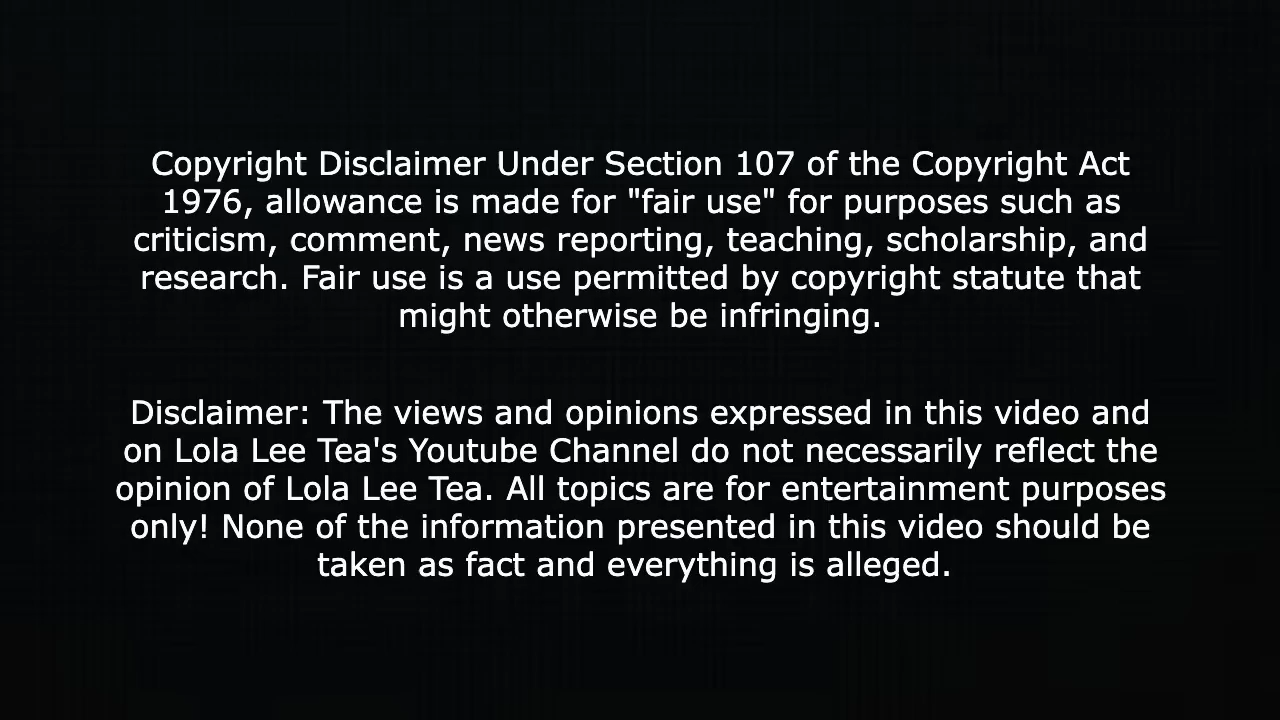 Copyright Disclaimer Under Section 107 of the Copyright Act
1976, allowance is made for "fair use" for purposes such as
criticism, comment, news reporting, teaching, scholarship, and
research. Fair use is a use permitted by copyright statute that
might otherwise be infringing.
Disclaimer: The views and opinions expressed in this video and
on Lola Lee Tea's Youtube Channel do not necessarily reflect the
opinion of Lola Lee Tea. All topics are for entertainment purposes
only! None of the information presented in this video should be
taken as fact and everything is alleged.